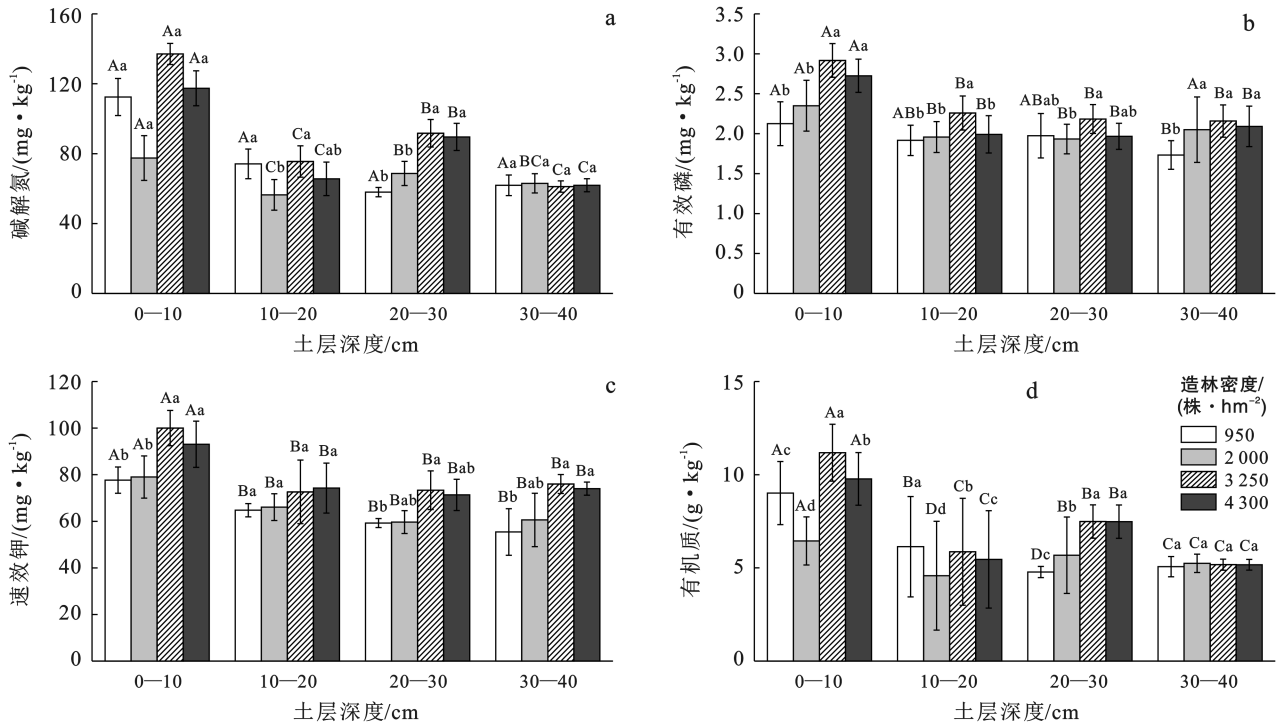 a
碱解氮/(mg·kg⁻¹)
160
120
80
40
0
Aa Aa Aa Aa
Aa Cb Ca Cab
Ab Bb Ba Ba
Aa BCa Ca Ca
0—10 10—20 20—30 30—40
土层深度/cm
b
有效磷/(mg·kg⁻¹)
3.5
3.0
2.5
2.0
1.5
1.0
0.5
0
Ab Ab Aa Aa
ABb Bb Ba Bb
ABab Bb Ba Bab
Bb Aa Ba Ba
0—10 10—20 20—30 30—40
土层深度/cm
c
速效钾/(mg·kg⁻¹)
120
100
80
60
40
20
0
Ab Ab Aa Aa
Ba Ba Ba Ba
Bb Bab Ba Bab
Bb Bab Ba Ba
0—10 10—20 20—30 30—40
土层深度/cm
d
有机质/(g·kg⁻¹)
15
10
5
0
Ac Ad Aa Ab
Ba Dd Cb Cc
Dc Bb Ba Ba
Ca Ca Ca Ca
0—10 10—20 20—30 30—40
土层深度/cm
造林密度/
(株·hm⁻²)
950
2 000
3 250
4 300